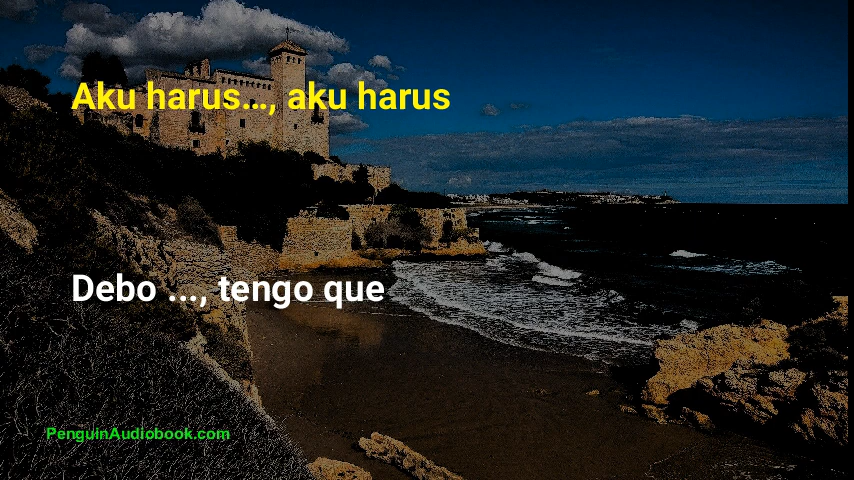 Aku harus..., aku harus
Debo ..., tengo que
PenguinAudiobook.com